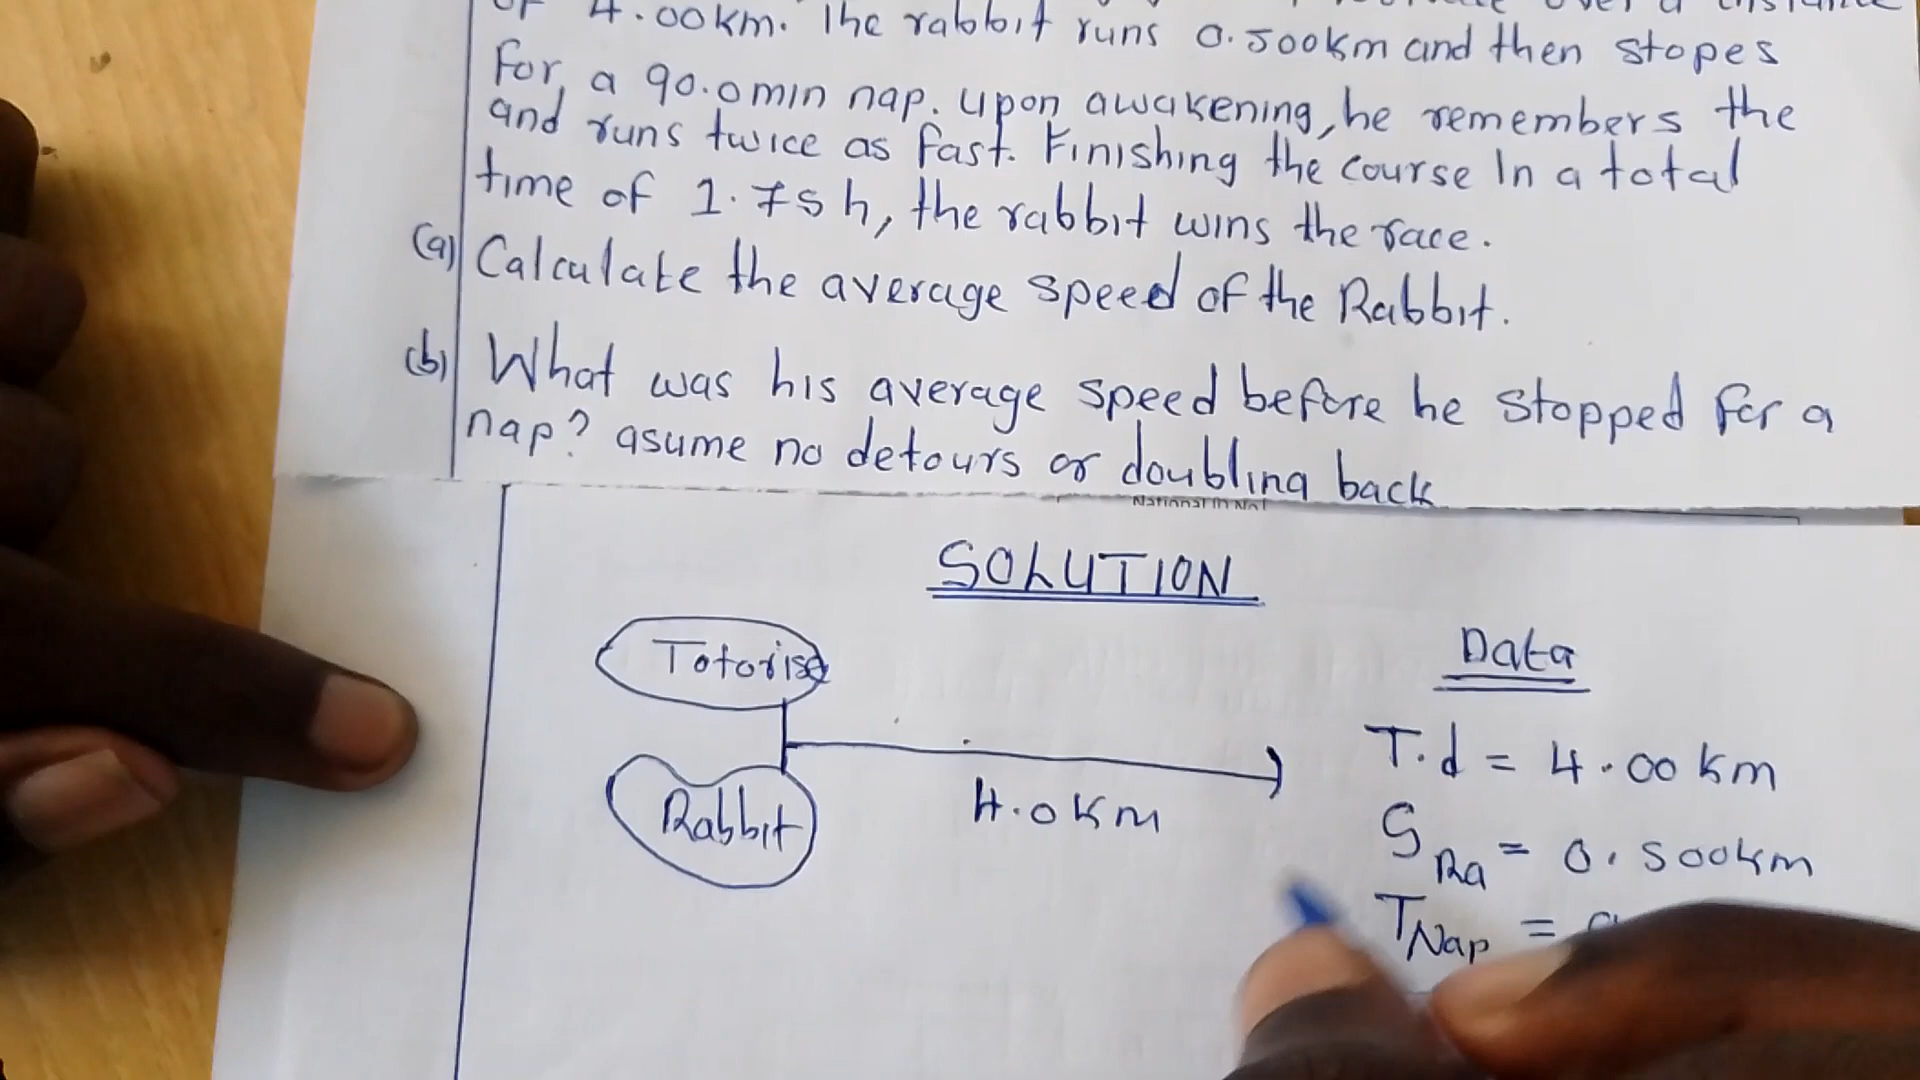 of 4.00km. The rabbit runs 0.500km and then stopes
for a 90.0min nap. upon awakening, he remembers the
and runs twice as fast. Finishing the course in a total
time of 1.75h, the rabbit wins the race.
(a) Calculate the average speed of the Rabbit.
(b) What was his average speed before he stopped for a
nap? asume no detours or doubling back
SOLUTION
Totorise
Data
T.d = 4.00km
Rabbit
4.0km
S Ra = 0.500km
T Nap =